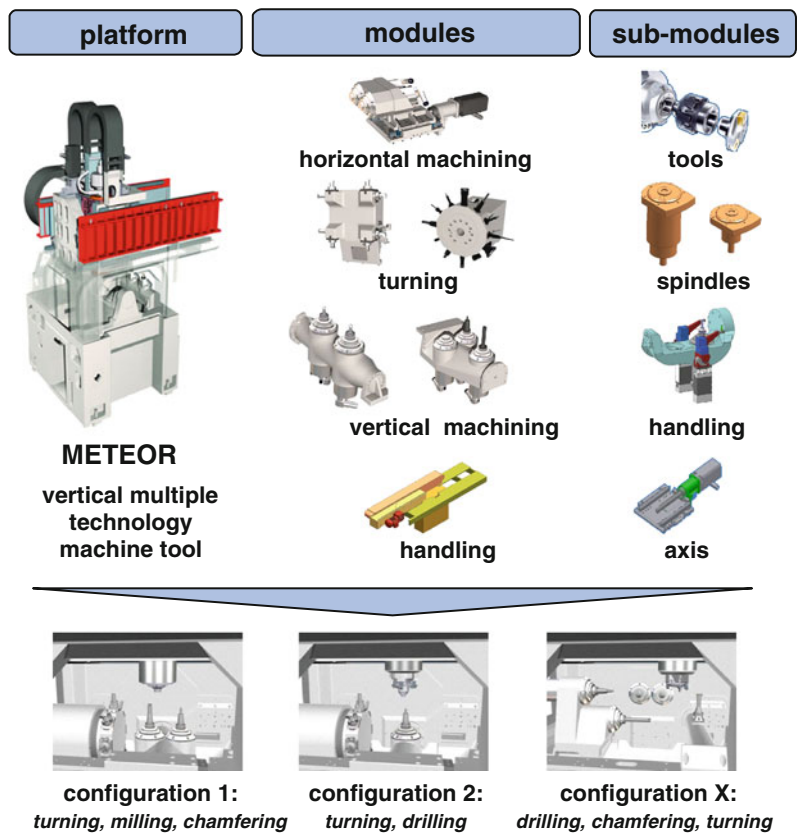 platform
modules
sub-modules
horizontal machining
tools
turning
spindles
vertical machining
handling
METEOR
vertical multiple
technology
machine tool
handling
axis
configuration 1:
turning, milling, chamfering
configuration 2:
turning, drilling
configuration X:
drilling, chamfering, turning